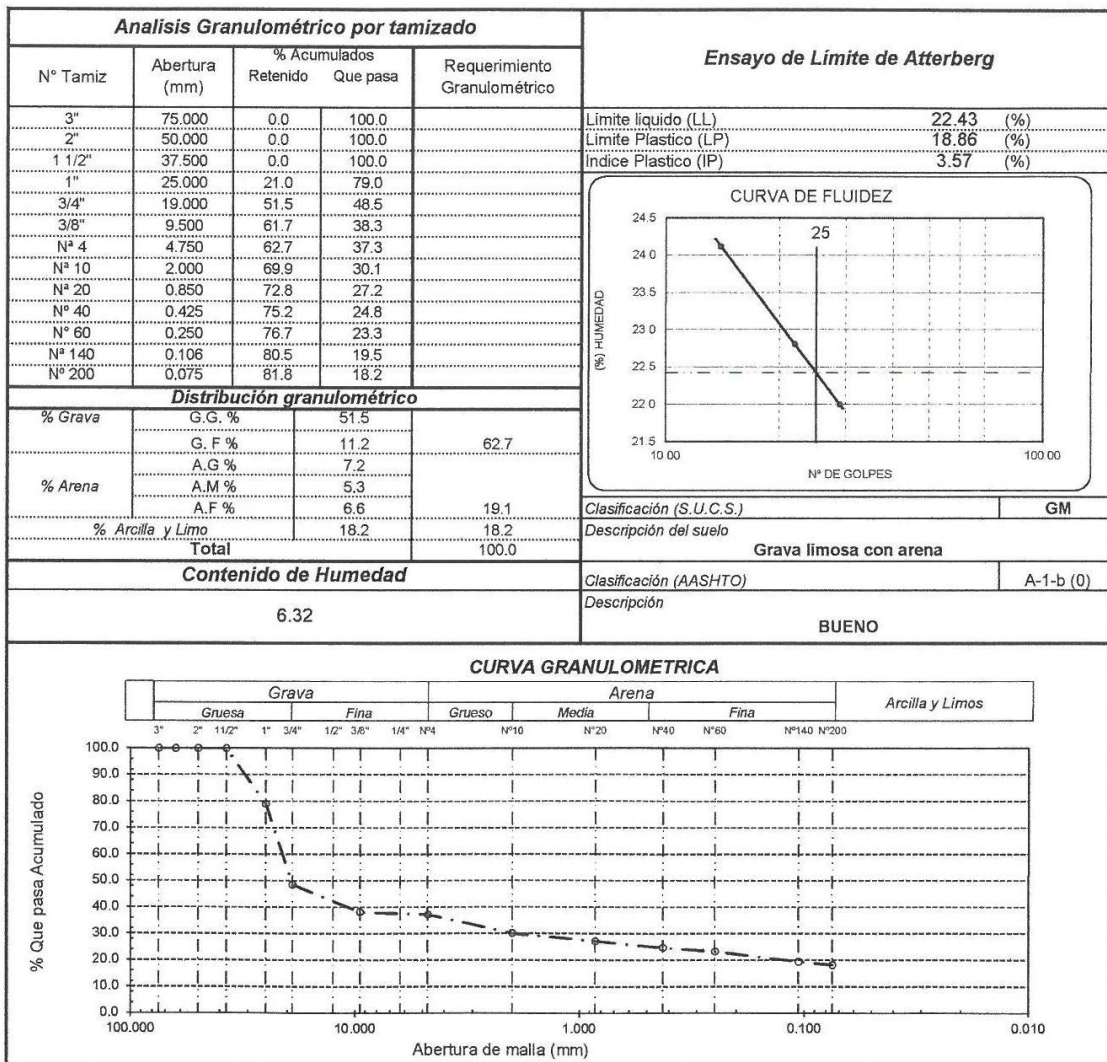 Analisis Granulométrico por tamizado
N° Tamiz Abertura (mm) % Acumulados Retenido Que pasa Requerimiento Granulométrico
3" 75.000 0.0 100.0
2" 50.000 0.0 100.0
1 1/2" 37.500 0.0 100.0
1" 25.000 21.0 79.0
3/4" 19.000 51.5 48.5
3/8" 9.500 61.7 38.3
Nª 4 4.750 62.7 37.3
Nª 10 2.000 69.9 30.1
Nª 20 0.850 72.8 27.2
Nº 40 0.425 75.2 24.8
N° 60 0.250 76.7 23.3
Nª 140 0.106 80.5 19.5
Nº 200 0.075 81.8 18.2
Distribución granulométrico
% Grava G.G. % 51.5
G. F % 11.2 62.7
A.G % 7.2
% Arena A.M % 5.3
A.F % 6.6 19.1
% Arcilla y Limo 18.2 18.2
Total 100.0
Contenido de Humedad
6.32
Ensayo de Límite de Atterberg
Limite liquido (LL) 22.43 (%)
Limite Plastico (LP) 18.86 (%)
Indice Plastico (IP) 3.57 (%)
CURVA DE FLUIDEZ
25
24.5
24 0
23.5
23.0
22.5
22 0
21.5
(%) HUMEDAD
10 00 100.00
Nª DE GOLPES
Clasificación (S.U.C.S.) GM
Descripción del suelo
Grava limosa con arena
Clasificación (AASHTO) A-1-b (0)
Descripción
BUENO
CURVA GRANULOMETRICA
Grava Arena Arcilla y Limos
Gruesa Fina Grueso Media Fina
3" 2" 11/2" 1" 3/4" 1/2" 3/8" 1/4" N°4 N°10 N°20 N°40 N°60 N°140 N°200
100.0
90.0
80.0
70.0
60.0
50.0
40.0
30.0
20.0
10.0
0.0
% Que pasa Acumulado
100.000 10.000 1.000 0.100 0.010
Abertura de malla (mm)